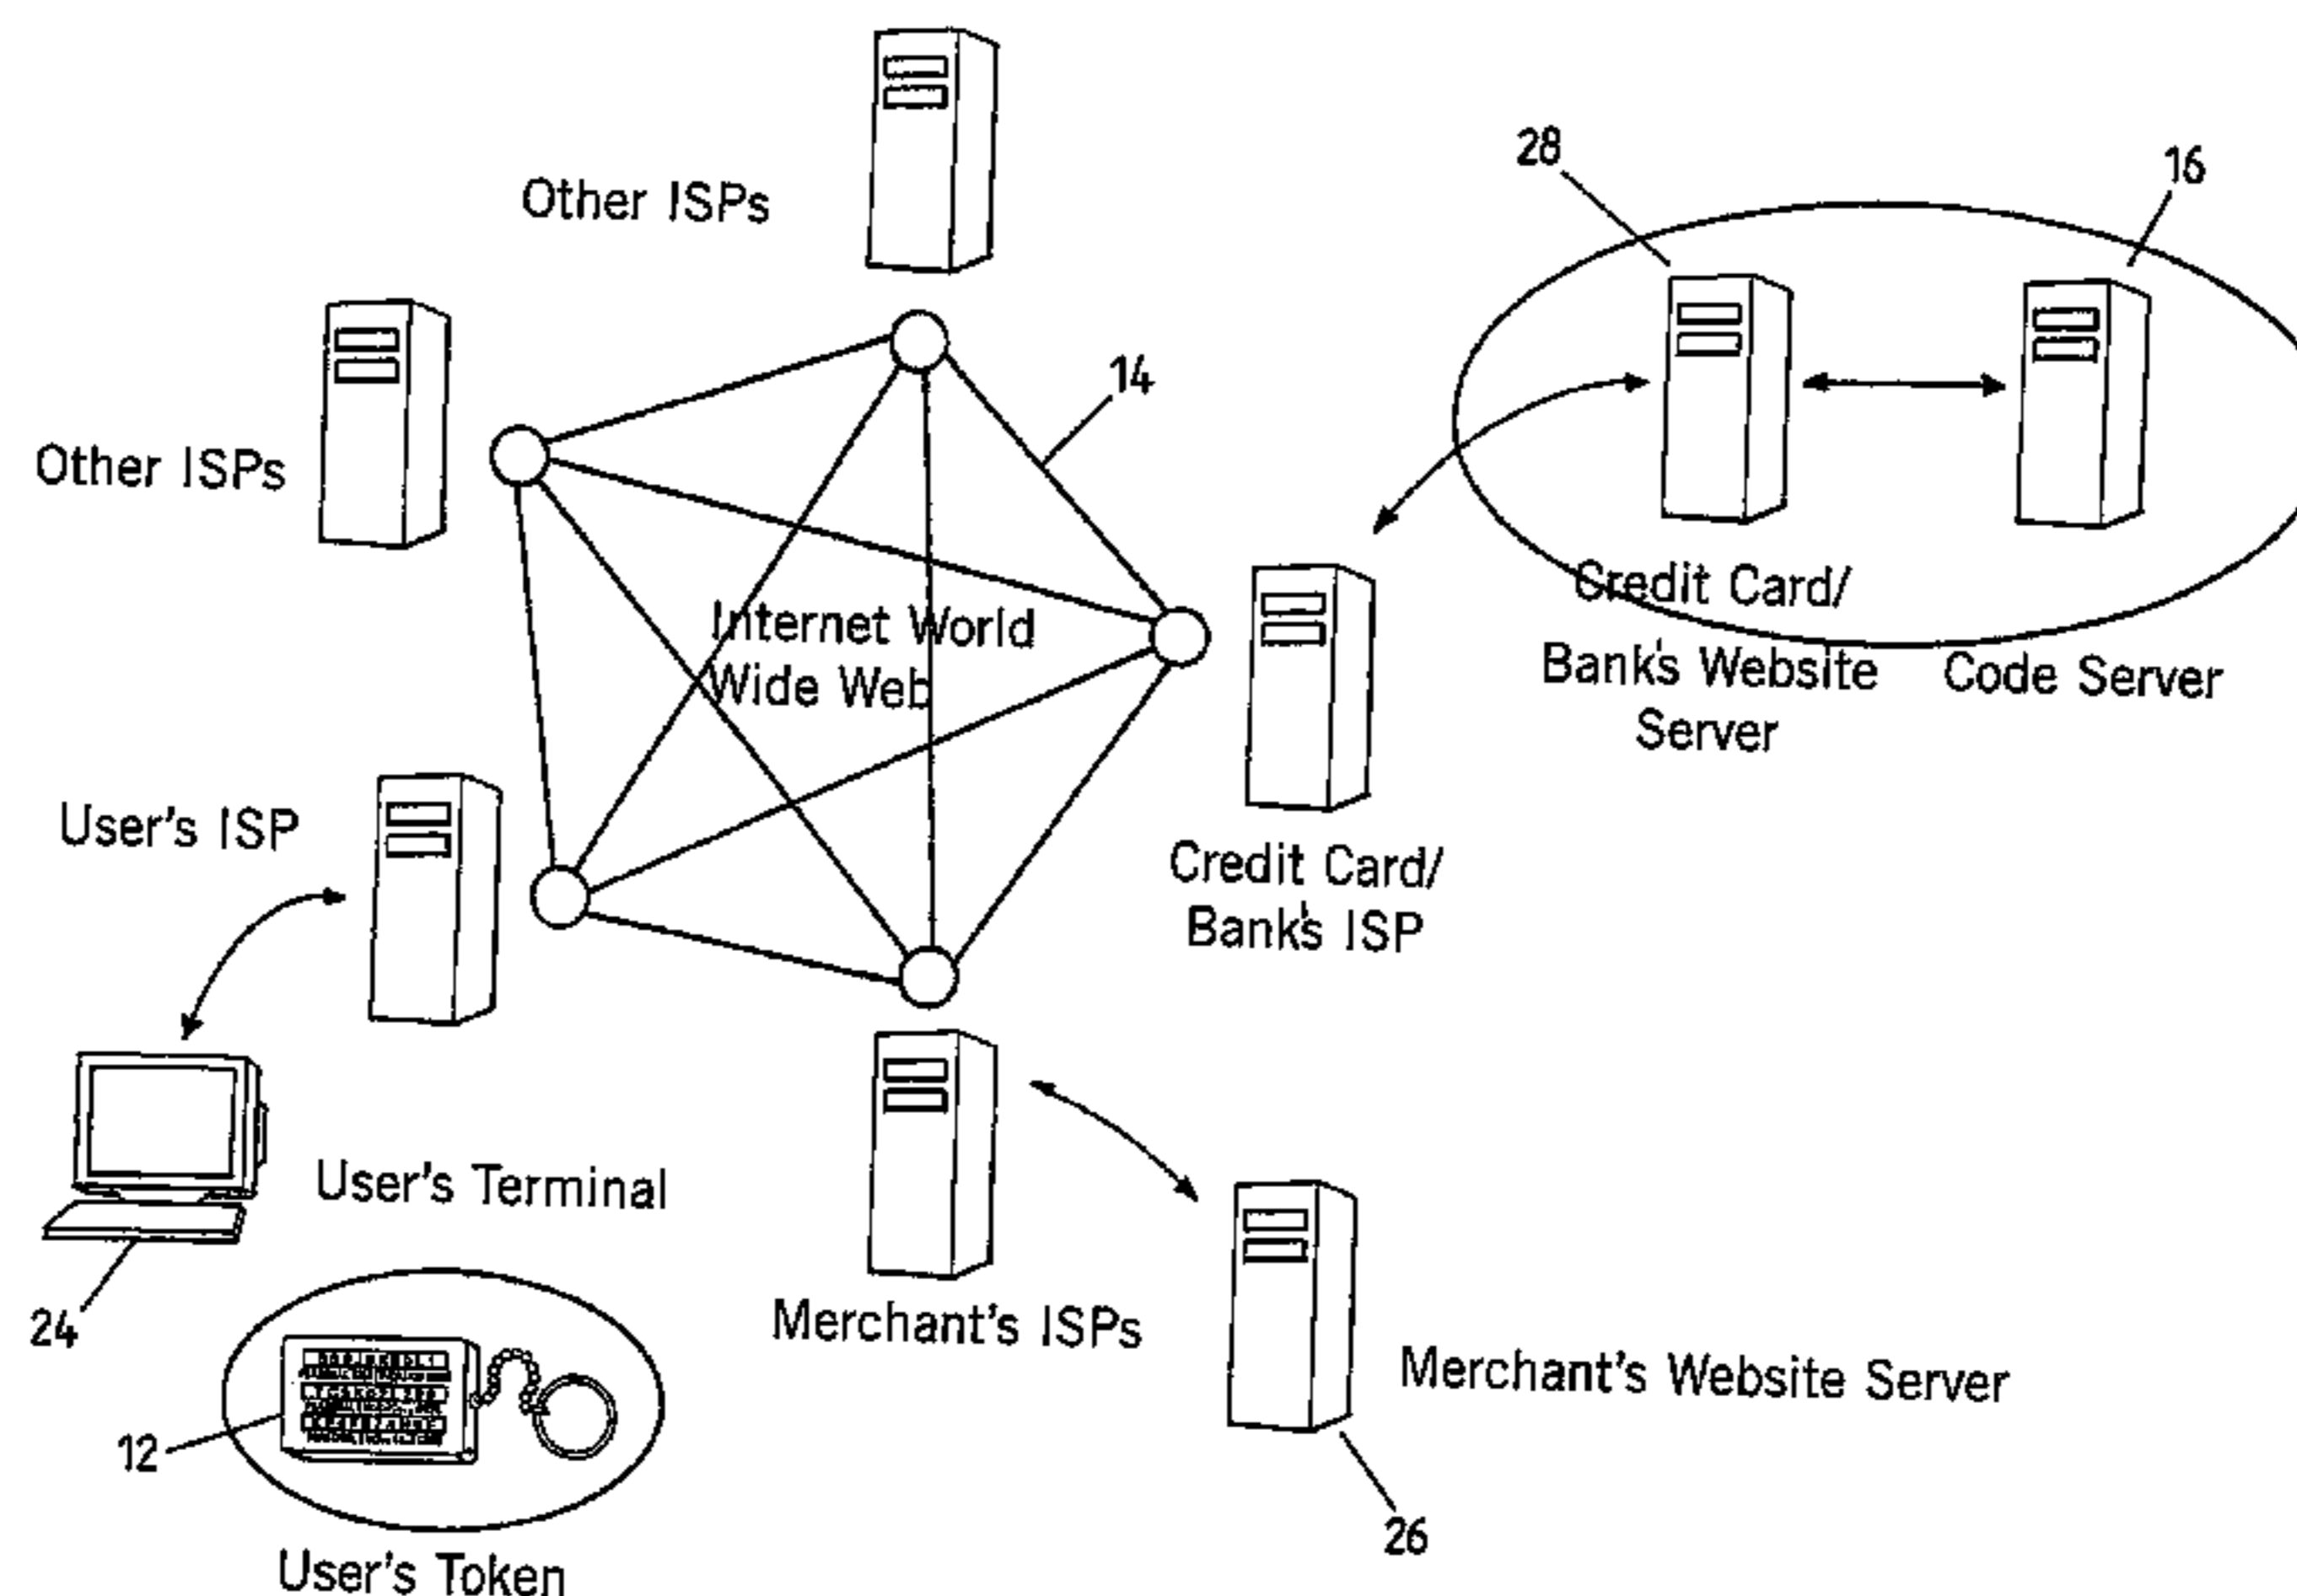 Other ISPs
28
16
14
Other ISPs
Internet World
Wide Web
Credit Card/
Bank's Website
Server
Code Server
User's ISP
Credit Card/
Bank's ISP
User's Terminal
24
Merchant's ISPs
Merchant's Website Server
12
26
User's Token